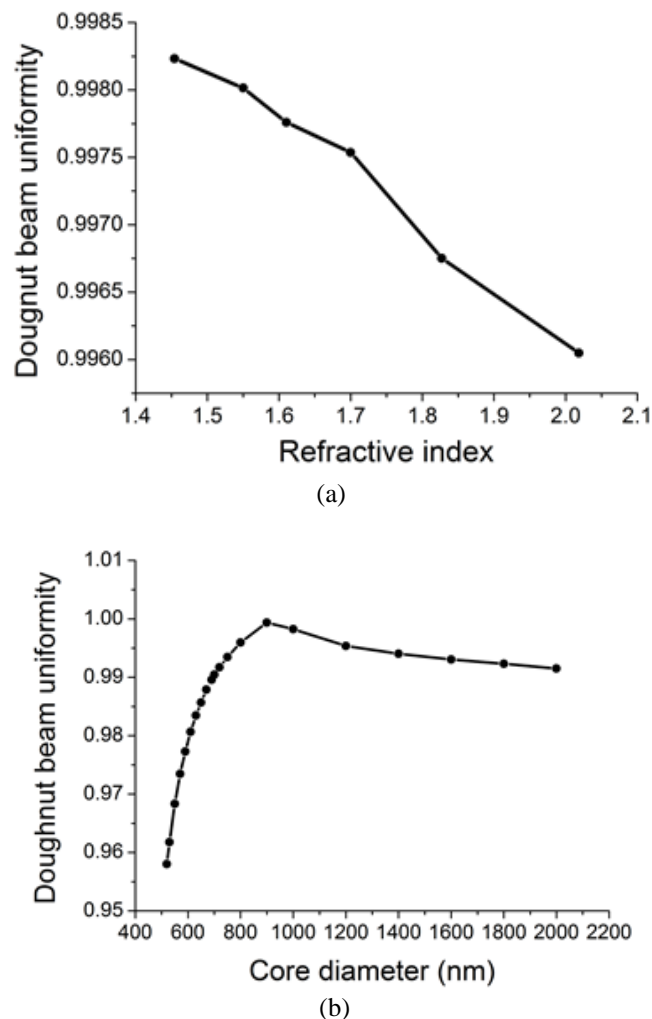 0.9985
0.9980
0.9975
0.9970
0.9965
0.9960
Dougnut beam uniformity
1.4 1.5 1.6 1.7 1.8 1.9 2.0 2.1
Refractive index
(a)
1.01
1.00
0.99
0.98
0.97
0.96
0.95
Doughnut beam uniformity
400 600 800 1000 1200 1400 1600 1800 2000 2200
Core diameter (nm)
(b)